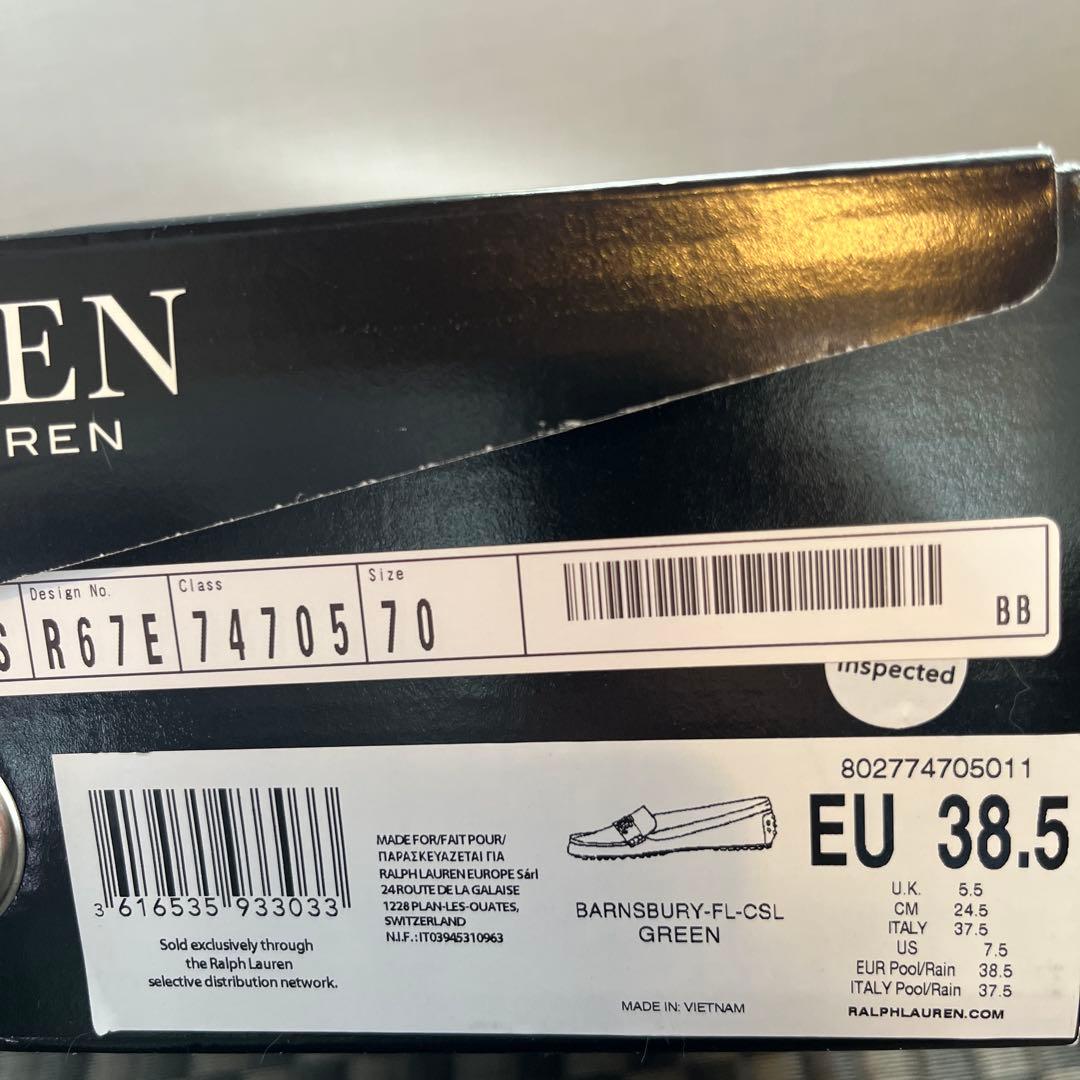 EN
REN
Design No.
Class
Size
S
R67E
74705
70
BB
Inspected
802774705011
EU 38.5
3 616535 933033
Sold exclusively through
the Ralph Lauren
selective distribution network.
MADE FOR/FAIT POUR/
ΠΑΡΑΣΚΕΥΑΖΕΤΑΙ ΓΙΑ
RALPH LAUREN EUROPE Sárl
24 ROUTE DE LA GALAISE
1228 PLAN-LES-OUATES,
SWITZERLAND
N.I.F.:IT03945310963
BARNSBURY-FL-CSL
GREEN
MADE IN: VIETNAM
U.K. 5.5
CM 24.5
ITALY 37.5
US 7.5
EUR Pool/Rain 38.5
ITALY Pool/Rain 37.5
RALPHLAUREN.COM